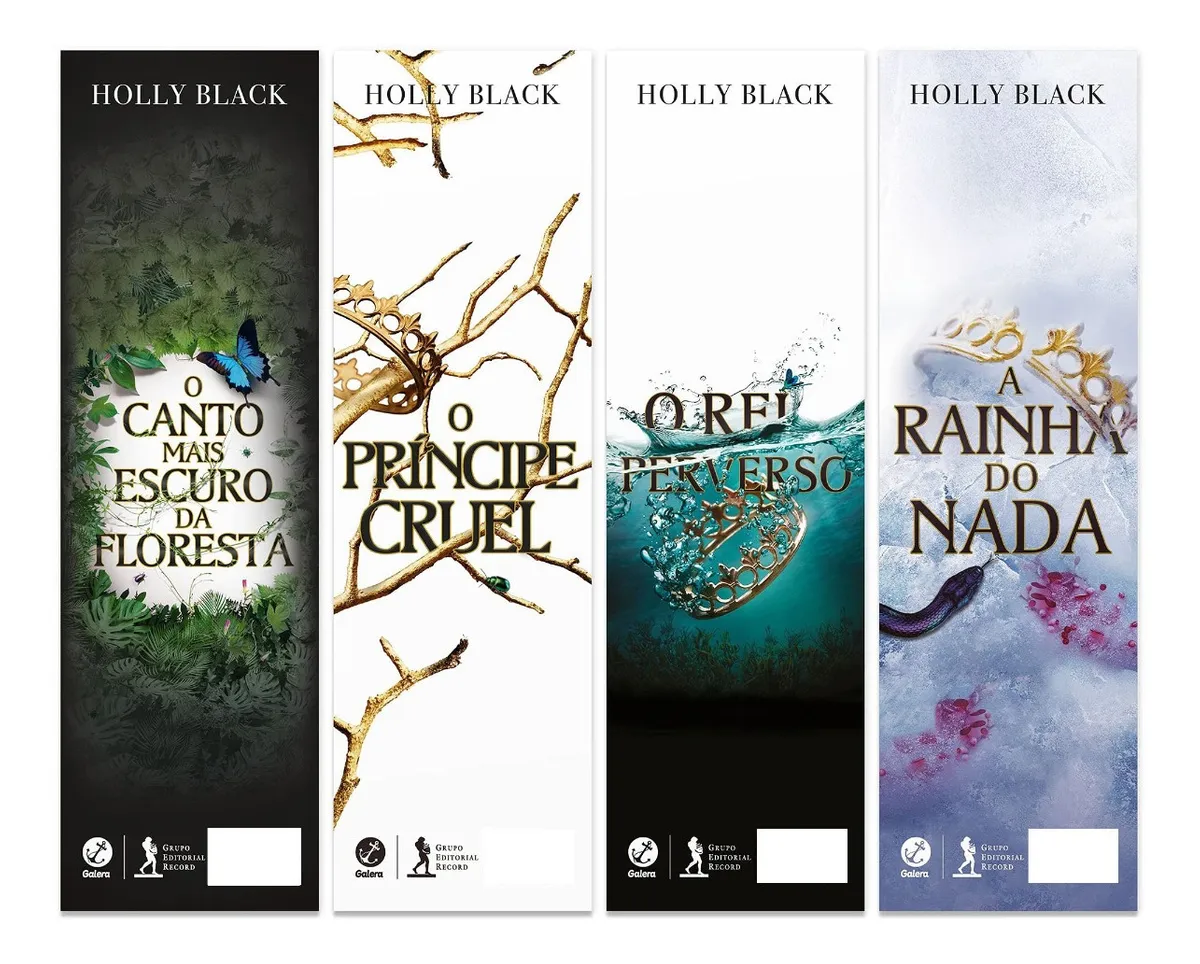 HOLLY BLACK
O
CANTO
MAIS
ESCURO
DA
FLORESTA
Galera
GRUPO
EDITORIAL
RECORD
HOLLY BLACK
O
PRÍNCIPE
CRUEL
Galera
GRUPO
EDITORIAL
RECORD
HOLLY BLACK
O REI
PERVERSO
Galera
GRUPO
EDITORIAL
RECORD
HOLLY BLACK
A
RAINHA
DO
NADA
Galera
GRUPO
EDITORIAL
RECORD